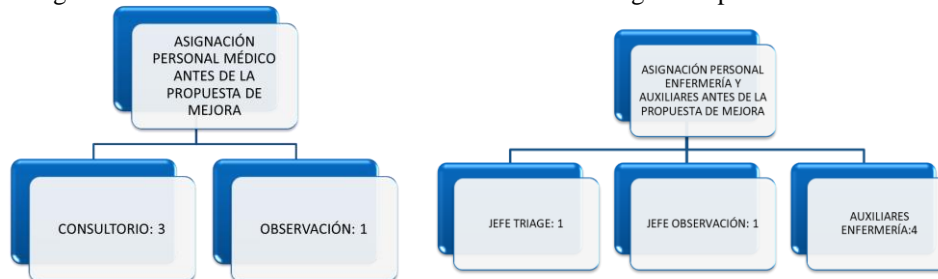 ASIGNACIÓN
PERSONAL MÉDICO
ANTES DE LA
PROPUESTA DE
MEJORA
CONSULTORIO: 3
OBSERVACIÓN: 1
ASIGNACIÓN PERSONAL
ENFERMERÍA Y
AUXILIARES ANTES DE LA
PROPUESTA DE MEJORA
JEFE TRIAGE: 1
JEFE OBSERVACIÓN: 1
AUXILIARES
ENFERMERÍA:4